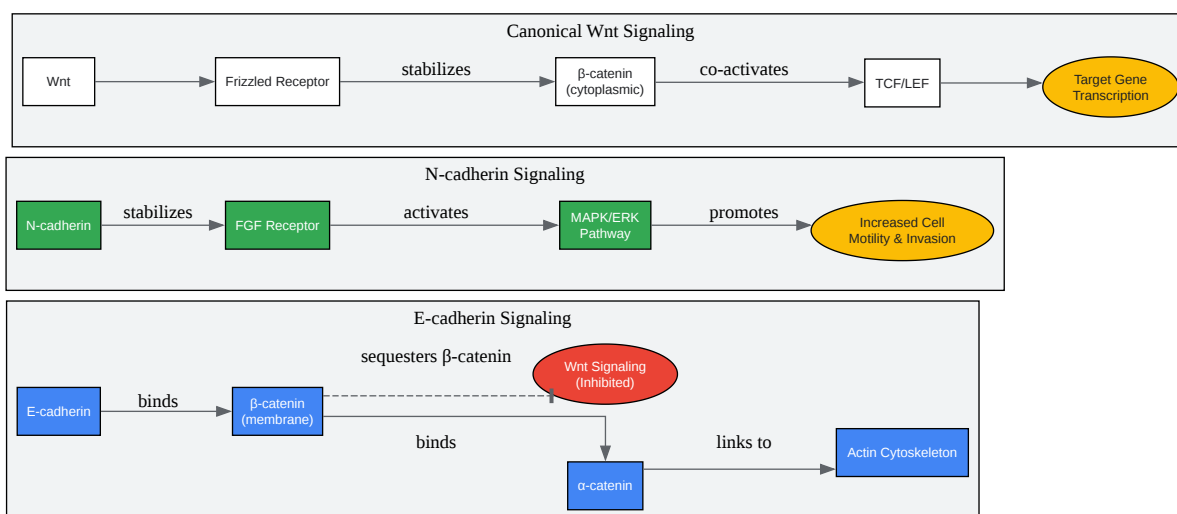 Canonical Wnt Signaling
Wnt
Frizzled Receptor
stabilizes
β-catenin
(cytoplasmic)
co-activates
TCF/LEF
Target Gene
Transcription
N-cadherin Signaling
N-cadherin
stabilizes
FGF Receptor
activates
MAPK/ERK
Pathway
promotes
Increased Cell
Motility & Invasion
E-cadherin Signaling
sequesters β-catenin
Wnt Signaling
(Inhibited)
E-cadherin
binds
β-catenin
(membrane)
binds
α-catenin
links to
Actin Cytoskeleton